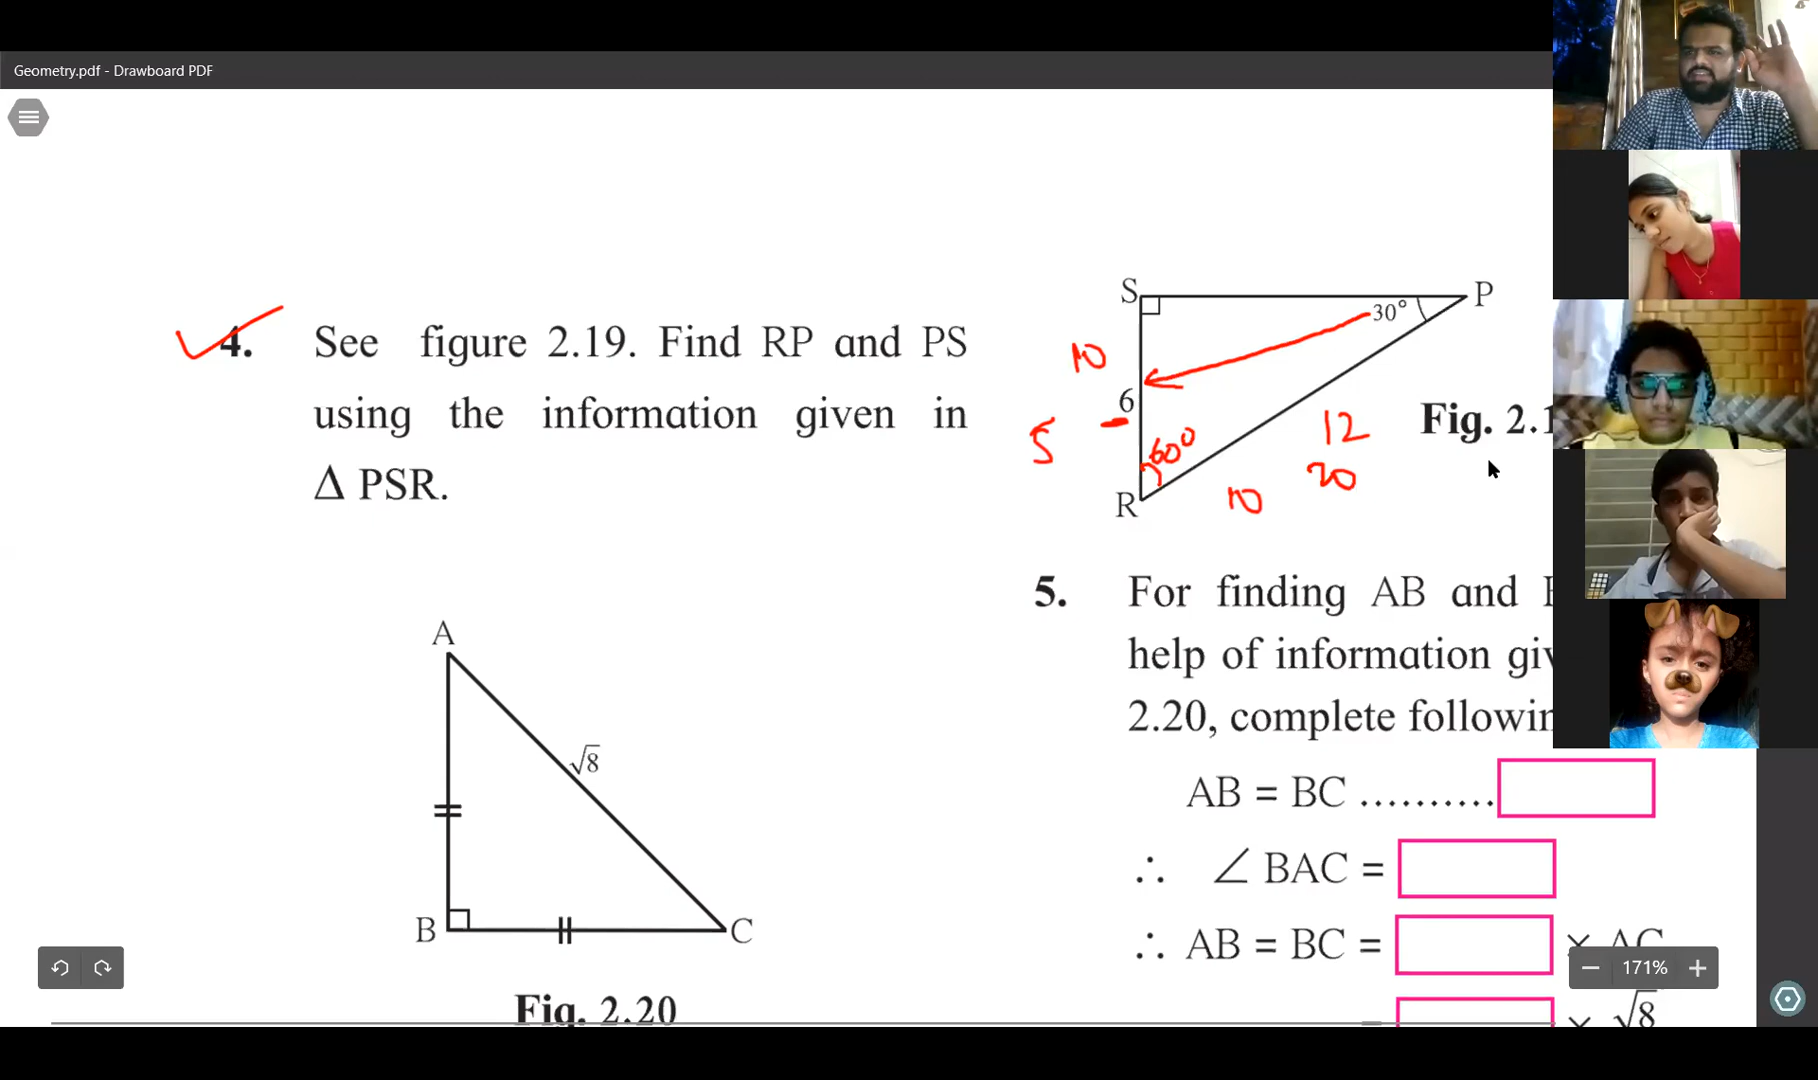 Geometry.pdf - Drawboard PDF
4. See figure 2.19. Find RP and PS
using the information given in
Δ PSR.
S
P
30°
10
6
5
60°
12
20
10
R
Fig. 2.1
A
√8
B
C
Fig. 2.20
5. For finding AB and
help of information giv
2.20, complete followin
AB = BC ..........
∴ ∠ BAC =
∴ AB = BC = × AC
= × √8
171%